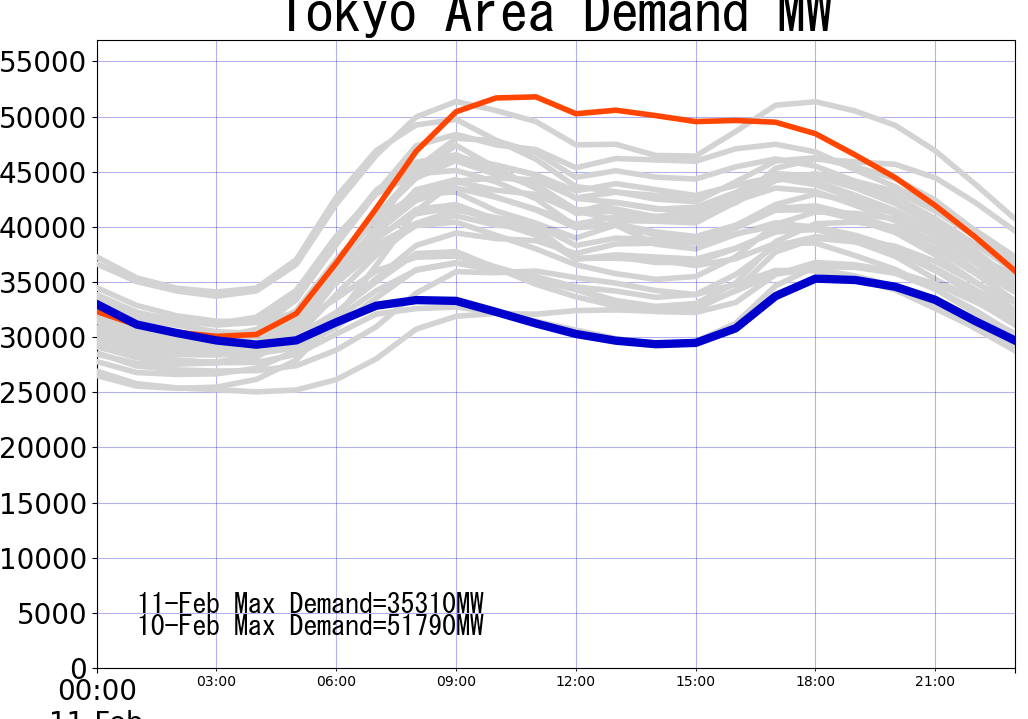 Tokyo Area Demand MW
55000
50000
45000
40000
35000
30000
25000
20000
15000
10000
5000
0
11-Feb Max Demand=35310MW
10-Feb Max Demand=51790MW
00:00 03:00 06:00 09:00 12:00 15:00 18:00 21:00
11-Feb